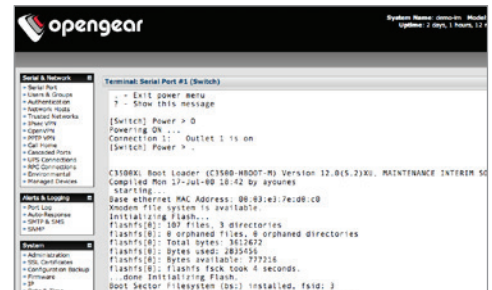 opengear
System Name: demo-im Model
Uptime: 2 days, 1 hours, 12
Serial & Network
Serial Port
Users & Groups
Authentication
Network Hosts
Trusted Networks
IPsec VPN
OpenVPN
PPTP VPN
Call Home
Cascaded Ports
UPS Connections
RPC Connections
Environmental
Managed Devices
Alerts & Logging
Port Log
Auto-Response
SMTP & SMS
SNMP
System
Administration
SSL Certificates
Configuration Backup
Firmware
IP
Terminal: Serial Port #1 (Switch)
. - Exit power menu
? - Show this message
[Switch] Power > O
Powering ON ...
Connection 1: Outlet 1 is on
[Switch] Power > .
C3500XL Boot Loader (C3500-HBOOT-M) Version 12.0(5.2)XU, MAINTENANCE INTERIM SO
Compiled Mon 17-Jul-00 18:42 by ayounes
starting...
Base ethernet MAC Address: 00:03:e3:7e:d0:c0
Xmodem file system is available.
Initializing Flash...
flashfs[0]: 107 files, 3 directories
flashfs[0]: 0 orphaned files, 0 orphaned directories
flashfs[0]: Total bytes: 3612672
flashfs[0]: Bytes used: 2835456
flashfs[0]: Bytes available: 777216
flashfs[0]: flashfs fsck took 4 seconds.
...done Initializing Flash.
Boot Sector Filesystem (bs:) installed, fsid: 3